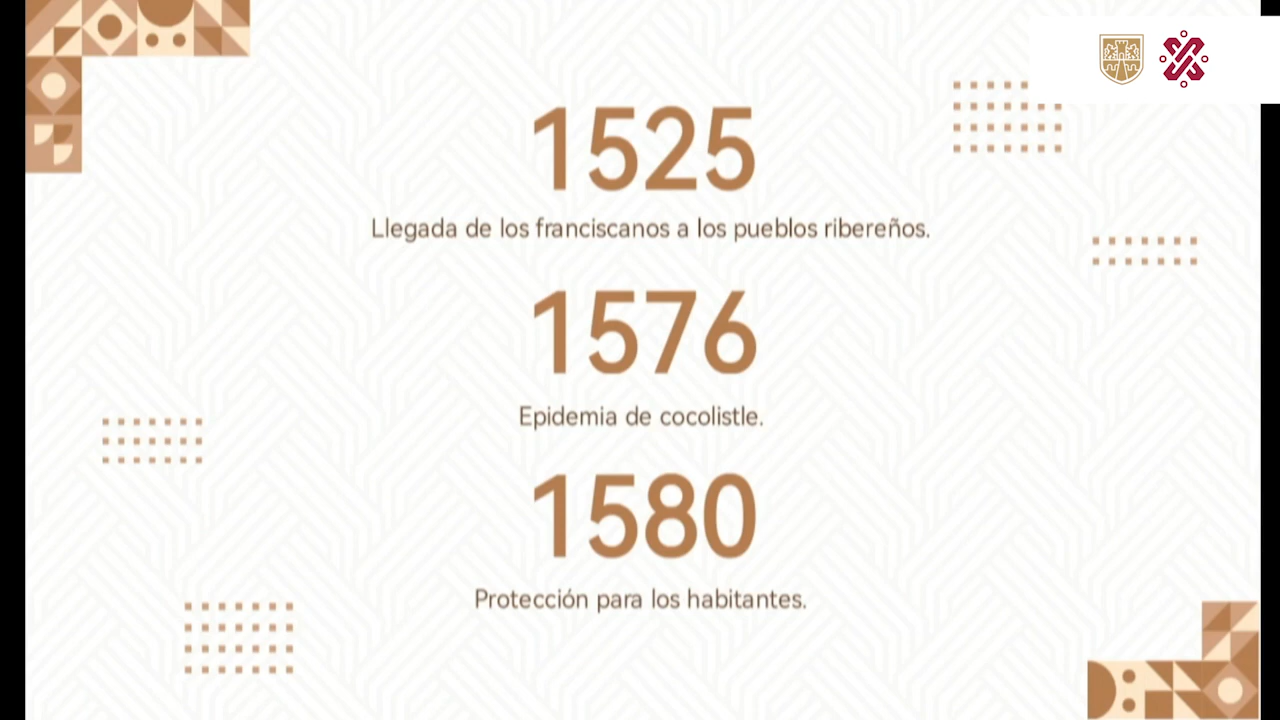 1525
Llegada de los franciscanos a los pueblos ribereños.
1576
Epidemia de cocolistle.
1580
Protección para los habitantes.